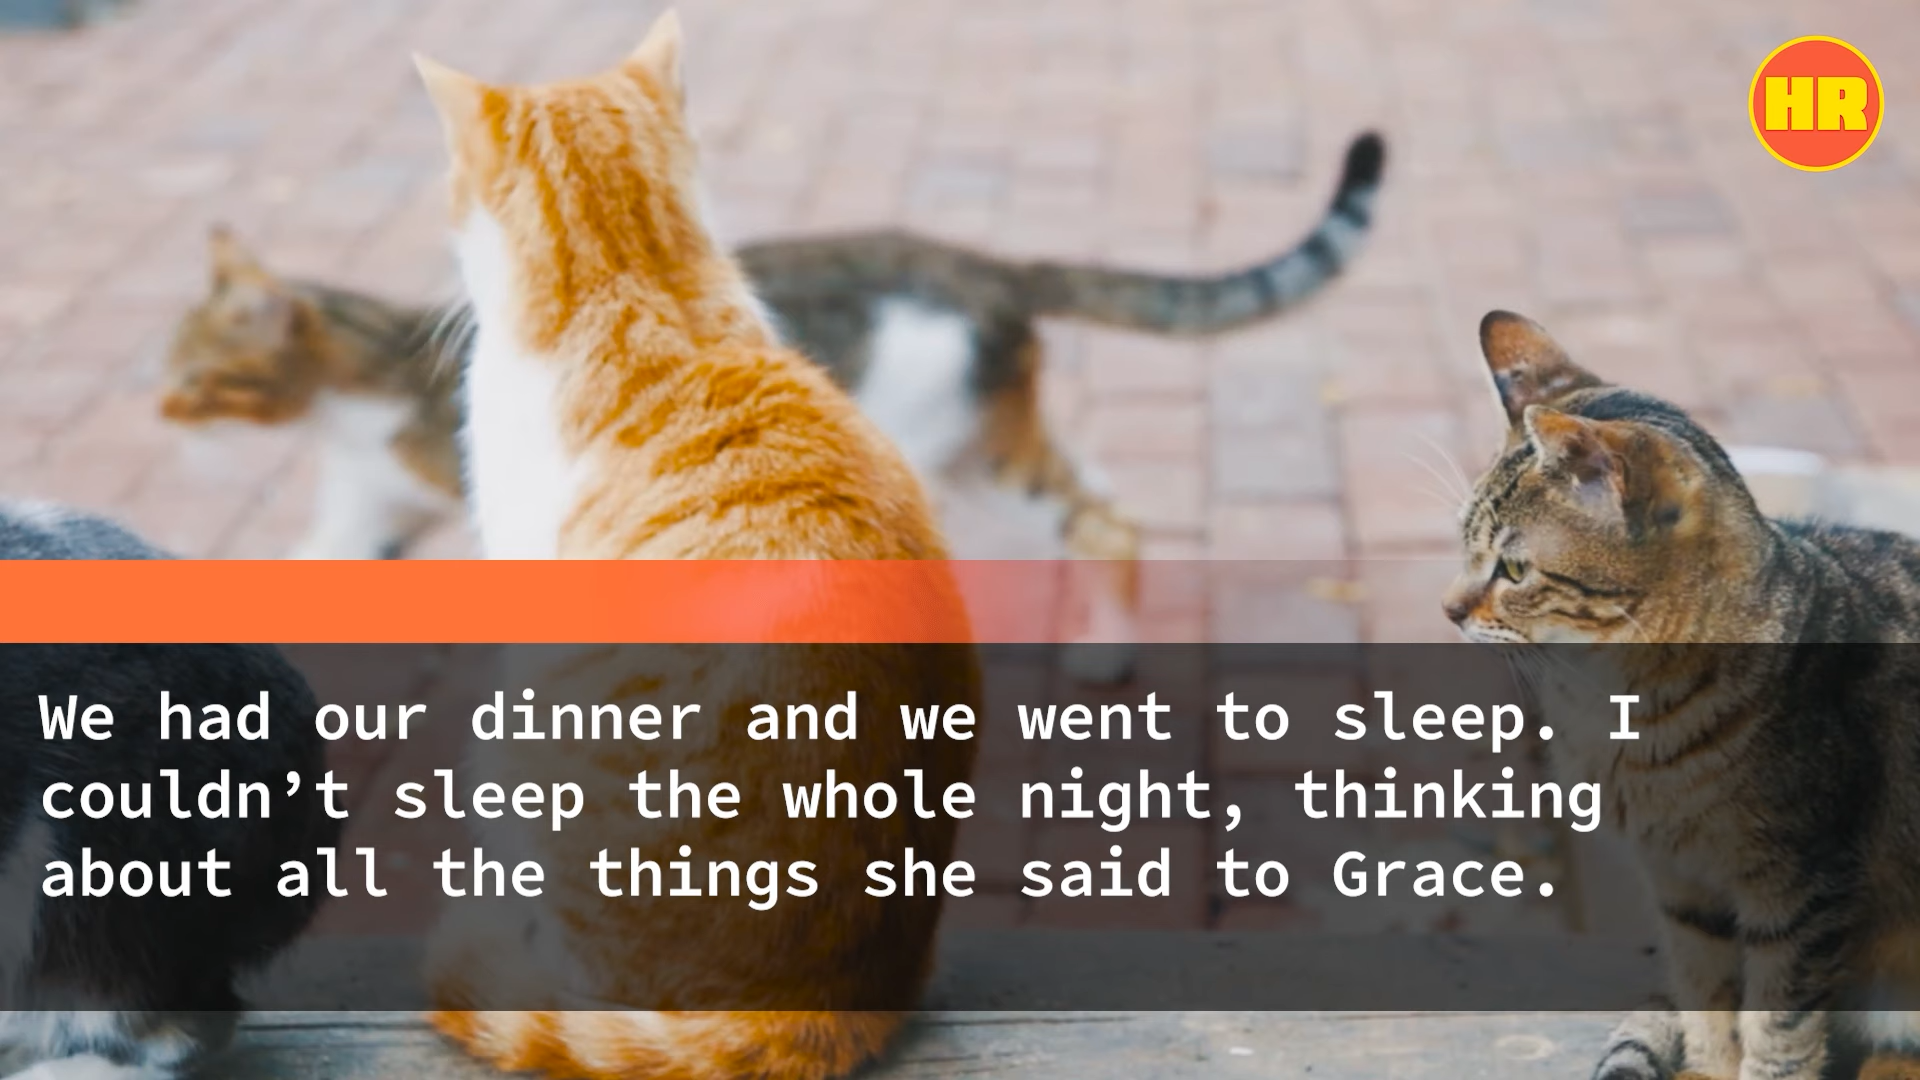 HR
We had our dinner and we went to sleep. I
couldn’t sleep the whole night, thinking
about all the things she said to Grace.